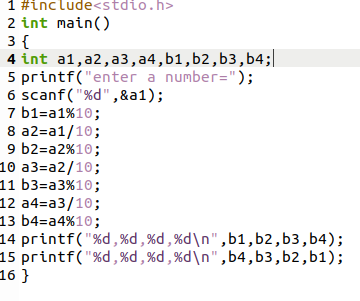 1 #include<stdio.h>
2 int main()
3 {
4 int a1,a2,a3,a4,b1,b2,b3,b4;
5 printf("enter a number=");
6 scanf("%d",&a1);
7 b1=a1%10;
8 a2=a1/10;
9 b2=a2%10;
10 a3=a2/10;
11 b3=a3%10;
12 a4=a3/10;
13 b4=a4%10;
14 printf("%d,%d,%d,%d\n",b1,b2,b3,b4);
15 printf("%d,%d,%d,%d\n",b4,b3,b2,b1);
16 }